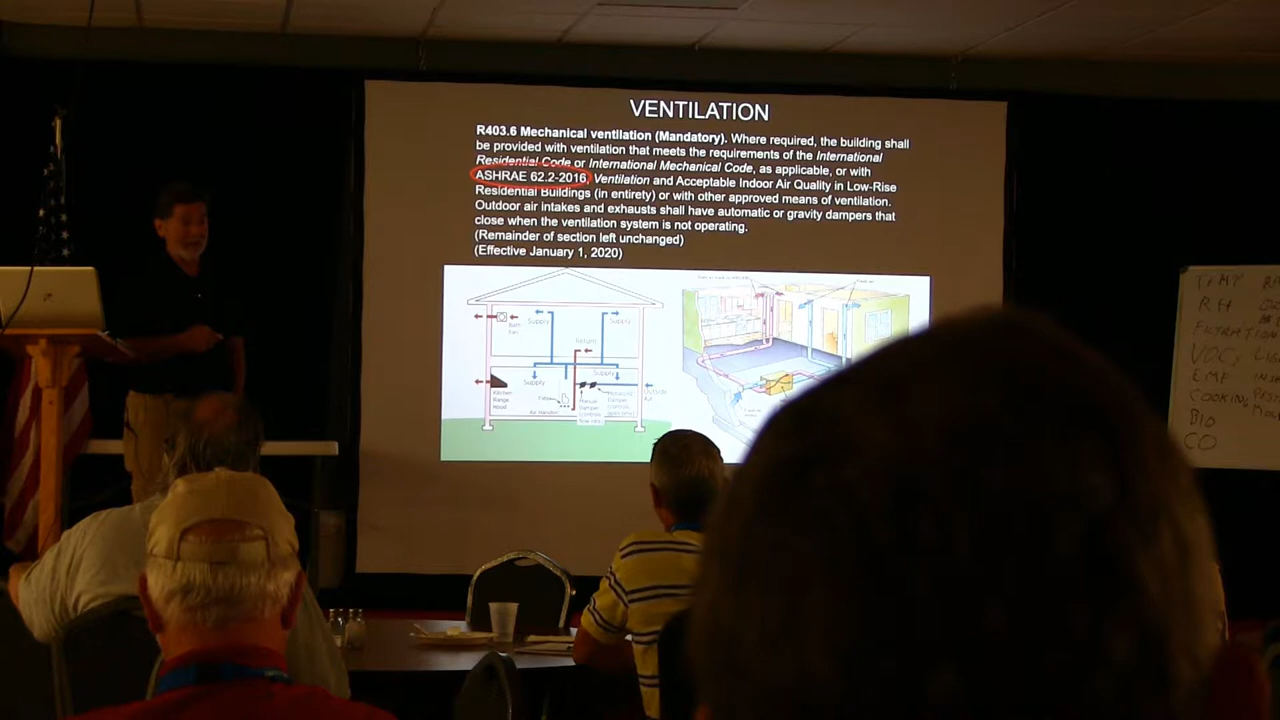 VENTILATION
R403.6 Mechanical ventilation (Mandatory). Where required, the building shall
be provided with ventilation that meets the requirements of the International
Residential Code or International Mechanical Code, as applicable, or with
ASHRAE 62.2-2016, Ventilation and Acceptable Indoor Air Quality in Low-Rise
Residential Buildings (in entirety) or with other approved means of ventilation.
Outdoor air intakes and exhausts shall have automatic or gravity dampers that
close when the ventilation system is not operating.
(Remainder of section left unchanged)
(Effective January 1, 2020)
Bath
Fan
Supply
Supply
Return
Supply
Supply
Kitchen
Range
Hood
Air Handler
Manual
Damper
Outside
Air
TEMP
RH
FILTRATION
VOC
EMF
COOKING
BIO
CO